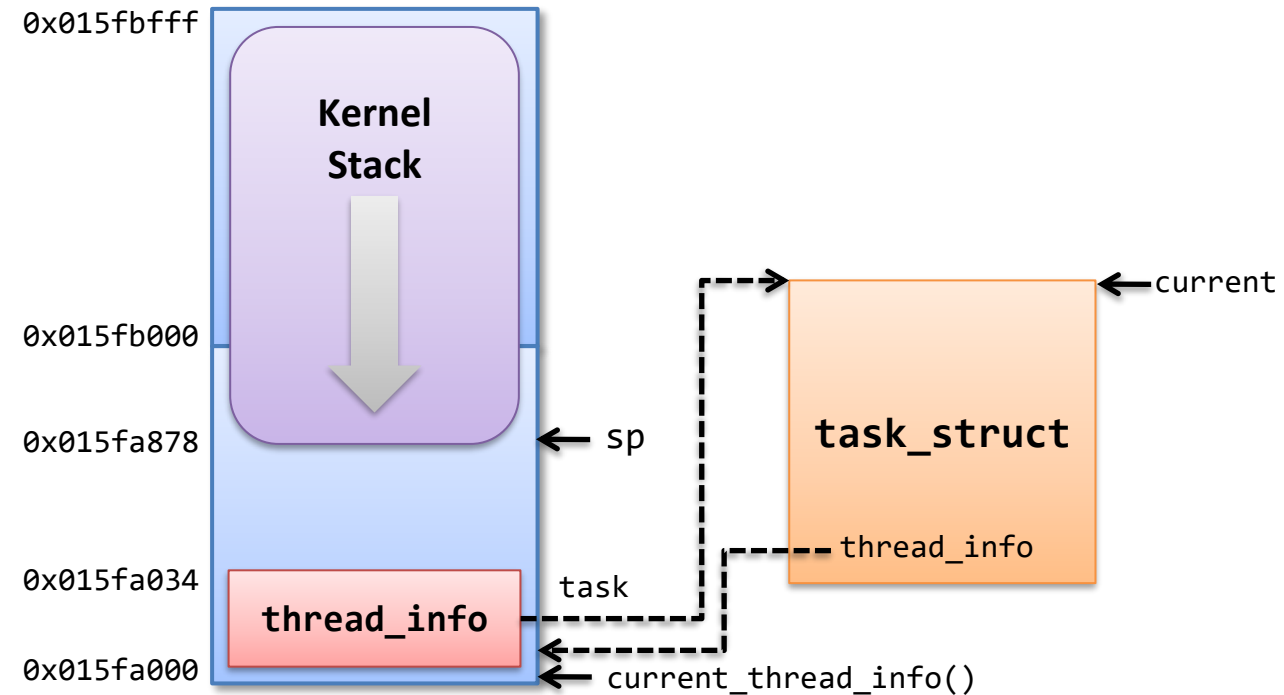 0x015fbfff
Kernel
Stack
current
0x015fb000
0x015fa878
sp
task_struct
thread_info
0x015fa034
task
thread_info
0x015fa000
current_thread_info()